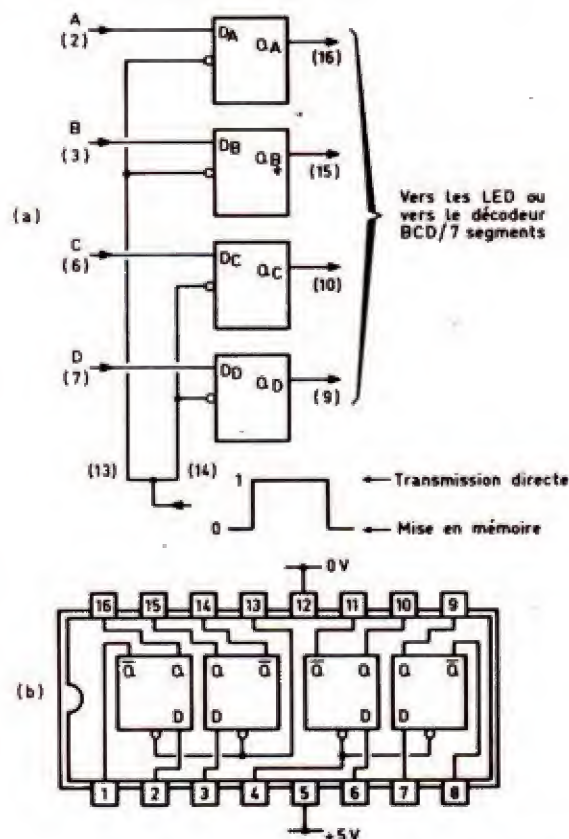 A
(2)
DA QA
(16)
B
(3)
DB QB
(15)
(a)
Vers les LED ou
vers le décodeur
BCD/7 segments
C
(6)
DC QC
(10)
D
(7)
DD QD
(9)
(13) (14)
1 Transmission directe
0 Mise en mémoire
0V
16 15 14 13 12 11 10 9
(b)
Q̅ Q Q Q̅ Q̅ Q Q Q̅
D D D D
1 2 3 4 5 6 7 8
+5V